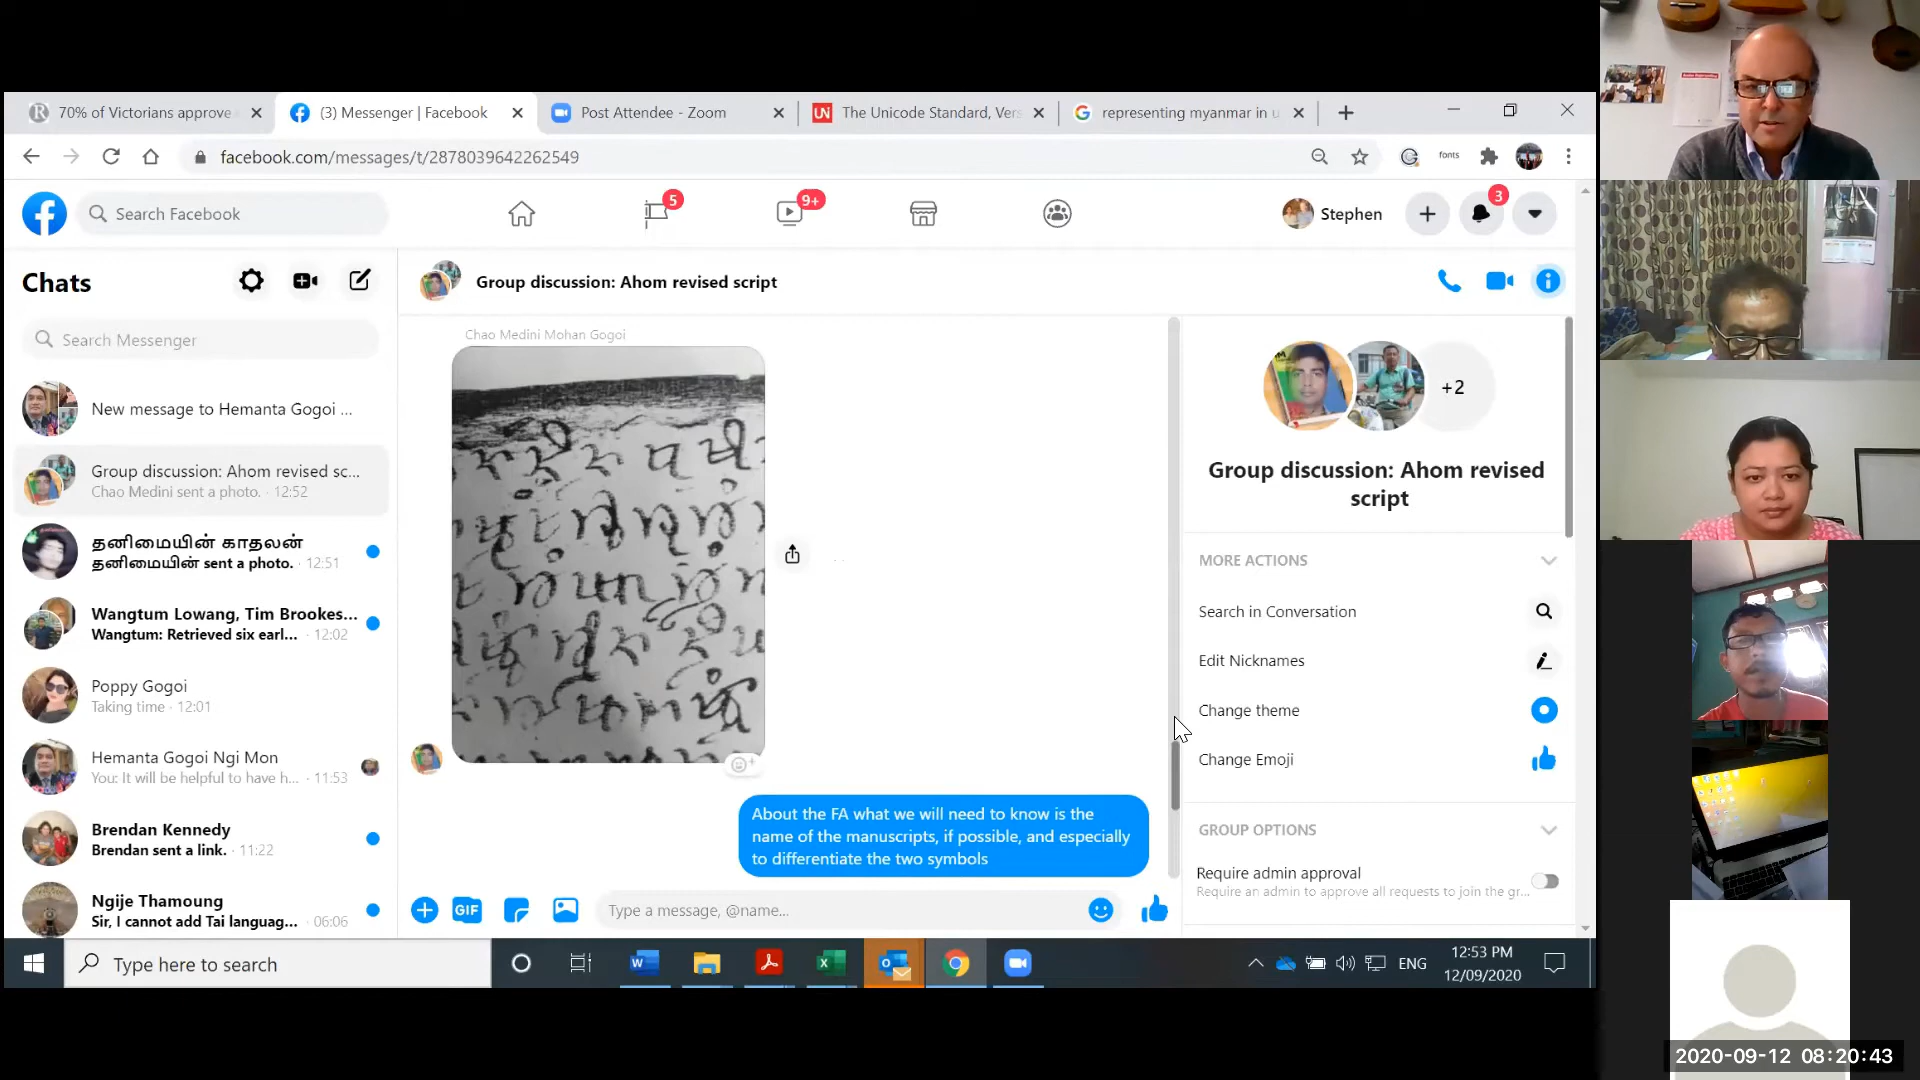 70% of Victorians approve
(3) Messenger | Facebook
Post Attendee - Zoom
The Unicode Standard, Vers
representing myanmar in u
facebook.com/messages/t/2878039642262549
fonts
Search Facebook
5
9+
Stephen
3
Chats
Search Messenger
New message to Hemanta Gogoi ...
Group discussion: Ahom revised sc...
Chao Medini sent a photo. · 12:52
தனிமையின் காதலன்
தனிமையின் sent a photo. · 12:51
Wangtum Lowang, Tim Brookes...
Wangtum: Retrieved six earl... · 12:02
Poppy Gogoi
Taking time · 12:01
Hemanta Gogoi Ngi Mon
You: It will be helpful to have h... · 11:53
Brendan Kennedy
Brendan sent a link. · 11:22
Ngije Thamoung
Sir, I cannot add Tai languag... · 06:06
Group discussion: Ahom revised script
Chao Medini Mohan Gogoi
About the FA what we will need to know is the
name of the manuscripts, if possible, and especially
to differentiate the two symbols
GIF
Type a message, @name...
+2
Group discussion: Ahom revised
script
MORE ACTIONS
Search in Conversation
Edit Nicknames
Change theme
Change Emoji
GROUP OPTIONS
Require admin approval
Require an admin to approve all requests to join the gr...
Type here to search
ENG
12:53 PM
12/09/2020
2020-09-12 08:20:43